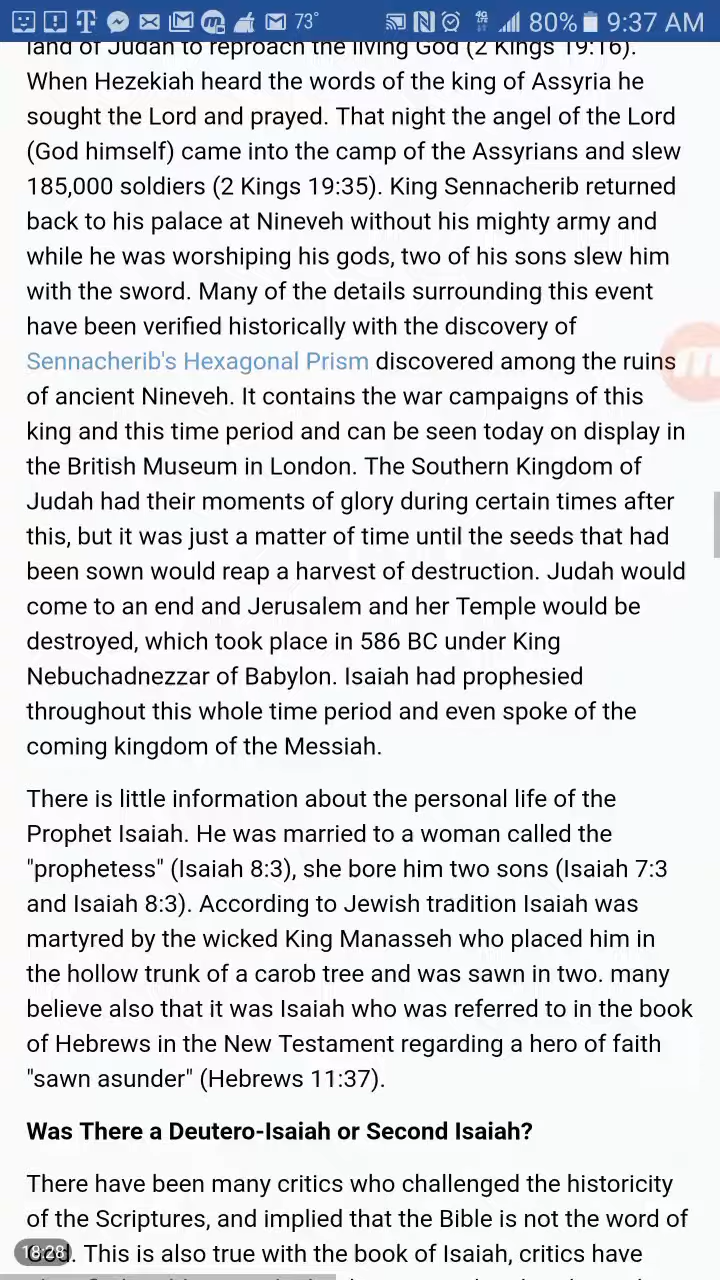 73°
4G
80%
9:37 AM
land of Judah to reproach the living God (2 Kings 19:16).
When Hezekiah heard the words of the king of Assyria he
sought the Lord and prayed. That night the angel of the Lord
(God himself) came into the camp of the Assyrians and slew
185,000 soldiers (2 Kings 19:35). King Sennacherib returned
back to his palace at Nineveh without his mighty army and
while he was worshiping his gods, two of his sons slew him
with the sword. Many of the details surrounding this event
have been verified historically with the discovery of
Sennacherib's Hexagonal Prism discovered among the ruins
of ancient Nineveh. It contains the war campaigns of this
king and this time period and can be seen today on display in
the British Museum in London. The Southern Kingdom of
Judah had their moments of glory during certain times after
this, but it was just a matter of time until the seeds that had
been sown would reap a harvest of destruction. Judah would
come to an end and Jerusalem and her Temple would be
destroyed, which took place in 586 BC under King
Nebuchadnezzar of Babylon. Isaiah had prophesied
throughout this whole time period and even spoke of the
coming kingdom of the Messiah.
There is little information about the personal life of the
Prophet Isaiah. He was married to a woman called the
"prophetess" (Isaiah 8:3), she bore him two sons (Isaiah 7:3
and Isaiah 8:3). According to Jewish tradition Isaiah was
martyred by the wicked King Manasseh who placed him in
the hollow trunk of a carob tree and was sawn in two. many
believe also that it was Isaiah who was referred to in the book
of Hebrews in the New Testament regarding a hero of faith
"sawn asunder" (Hebrews 11:37).
Was There a Deutero-Isaiah or Second Isaiah?
There have been many critics who challenged the historicity
of the Scriptures, and implied that the Bible is not the word of
18:28
God. This is also true with the book of Isaiah, critics have